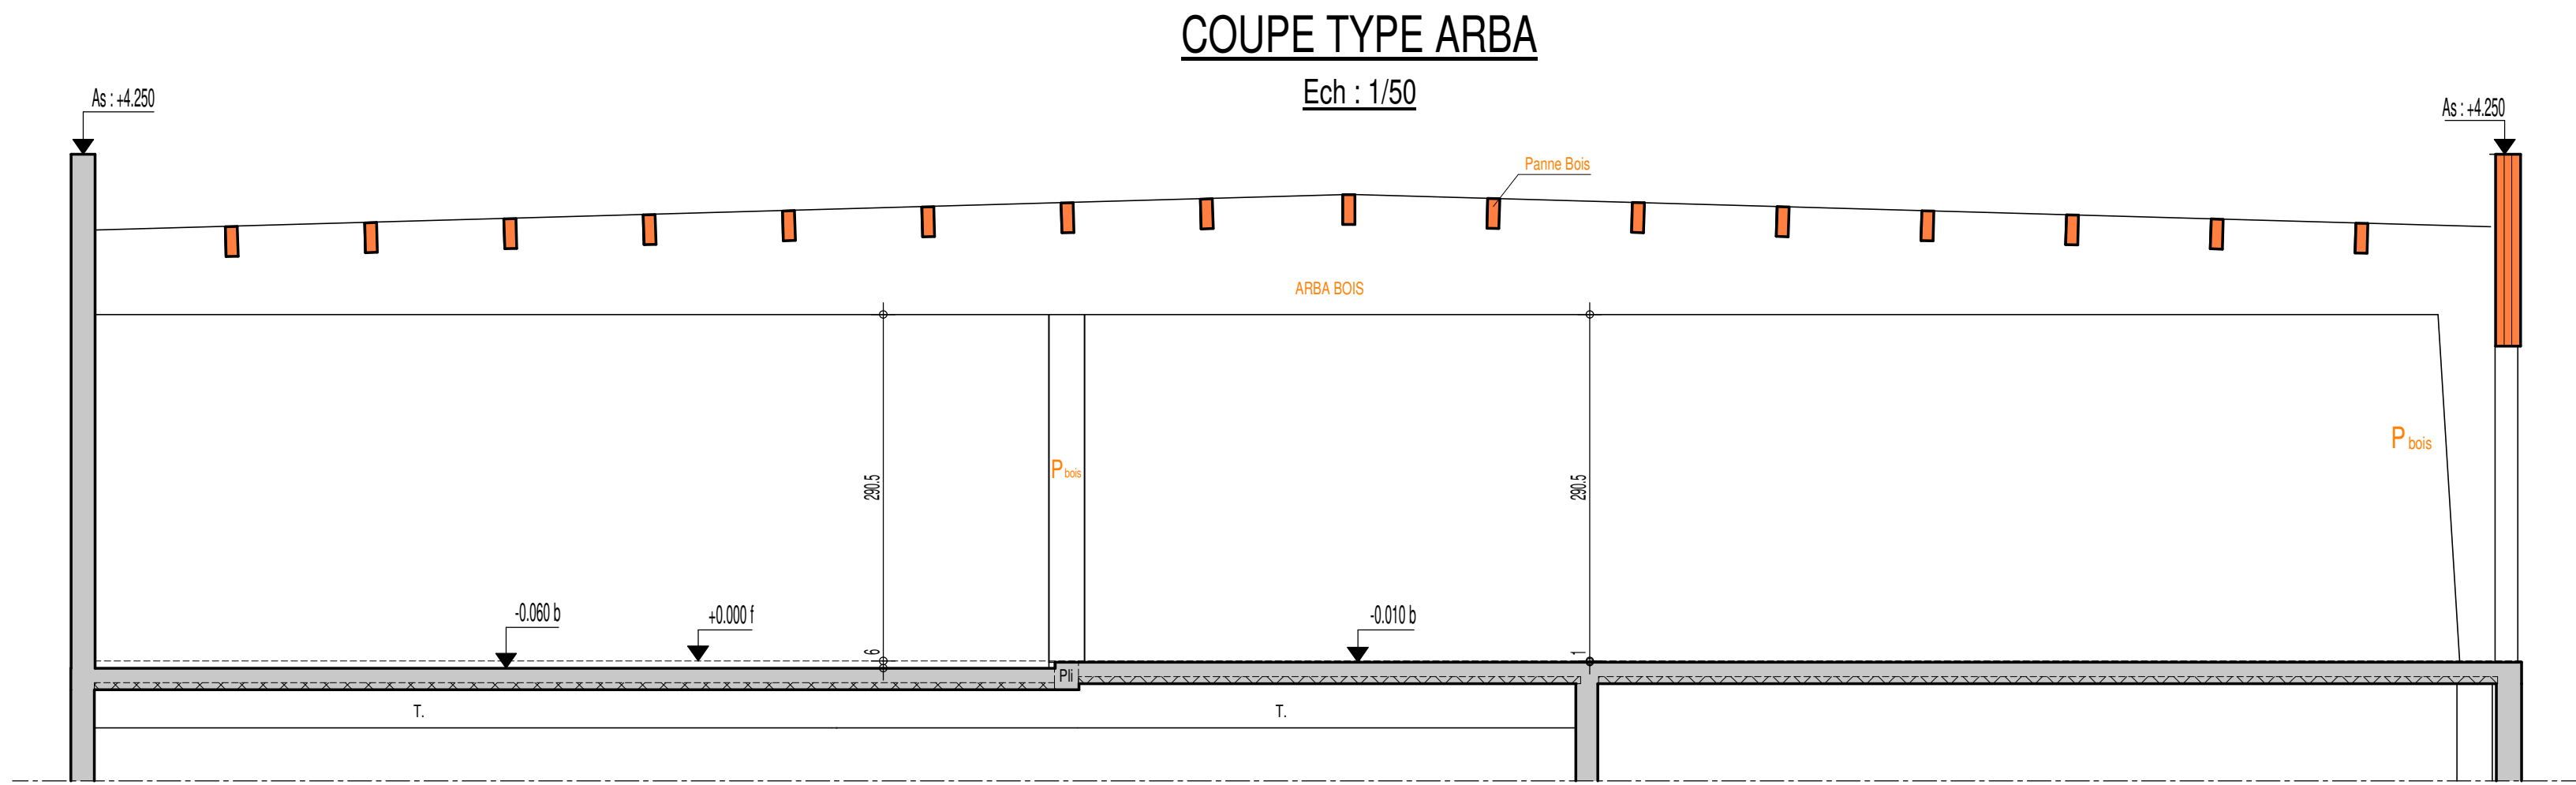 COUPE TYPE ARBA
Ech : 1/50
As : +4.250
As : +4.250
Panne Bois
ARBA BOIS
P bois
P bois
290.5
290.5
-0.060 b
+0.000 f
-0.010 b
6
1
Pli
T.
T.